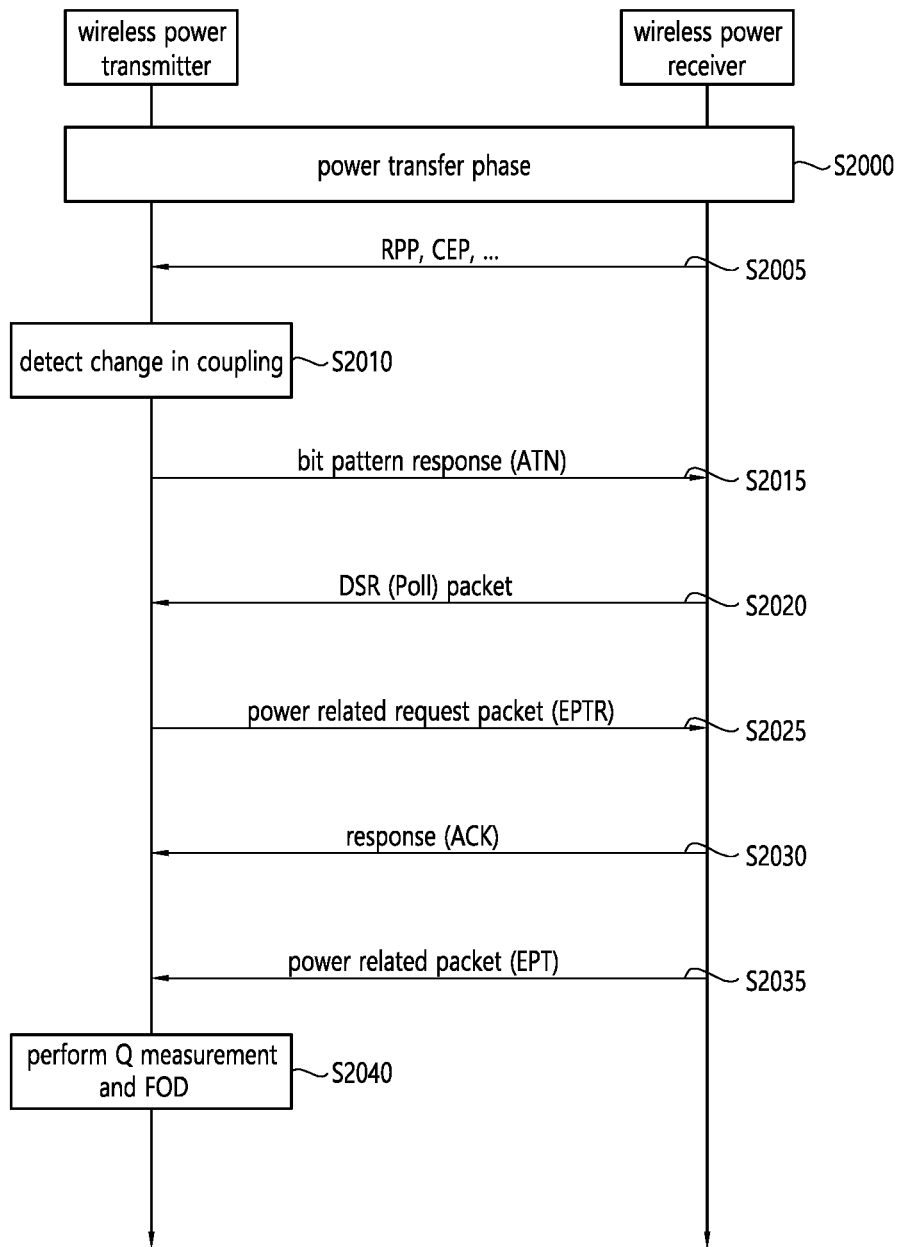 wireless power
transmitter
wireless power
receiver
power transfer phase
S2000
RPP, CEP, ...
S2005
detect change in coupling
S2010
bit pattern response (ATN)
S2015
DSR (Poll) packet
S2020
power related request packet (EPTR)
S2025
response (ACK)
S2030
power related packet (EPT)
S2035
perform Q measurement
and FOD
S2040